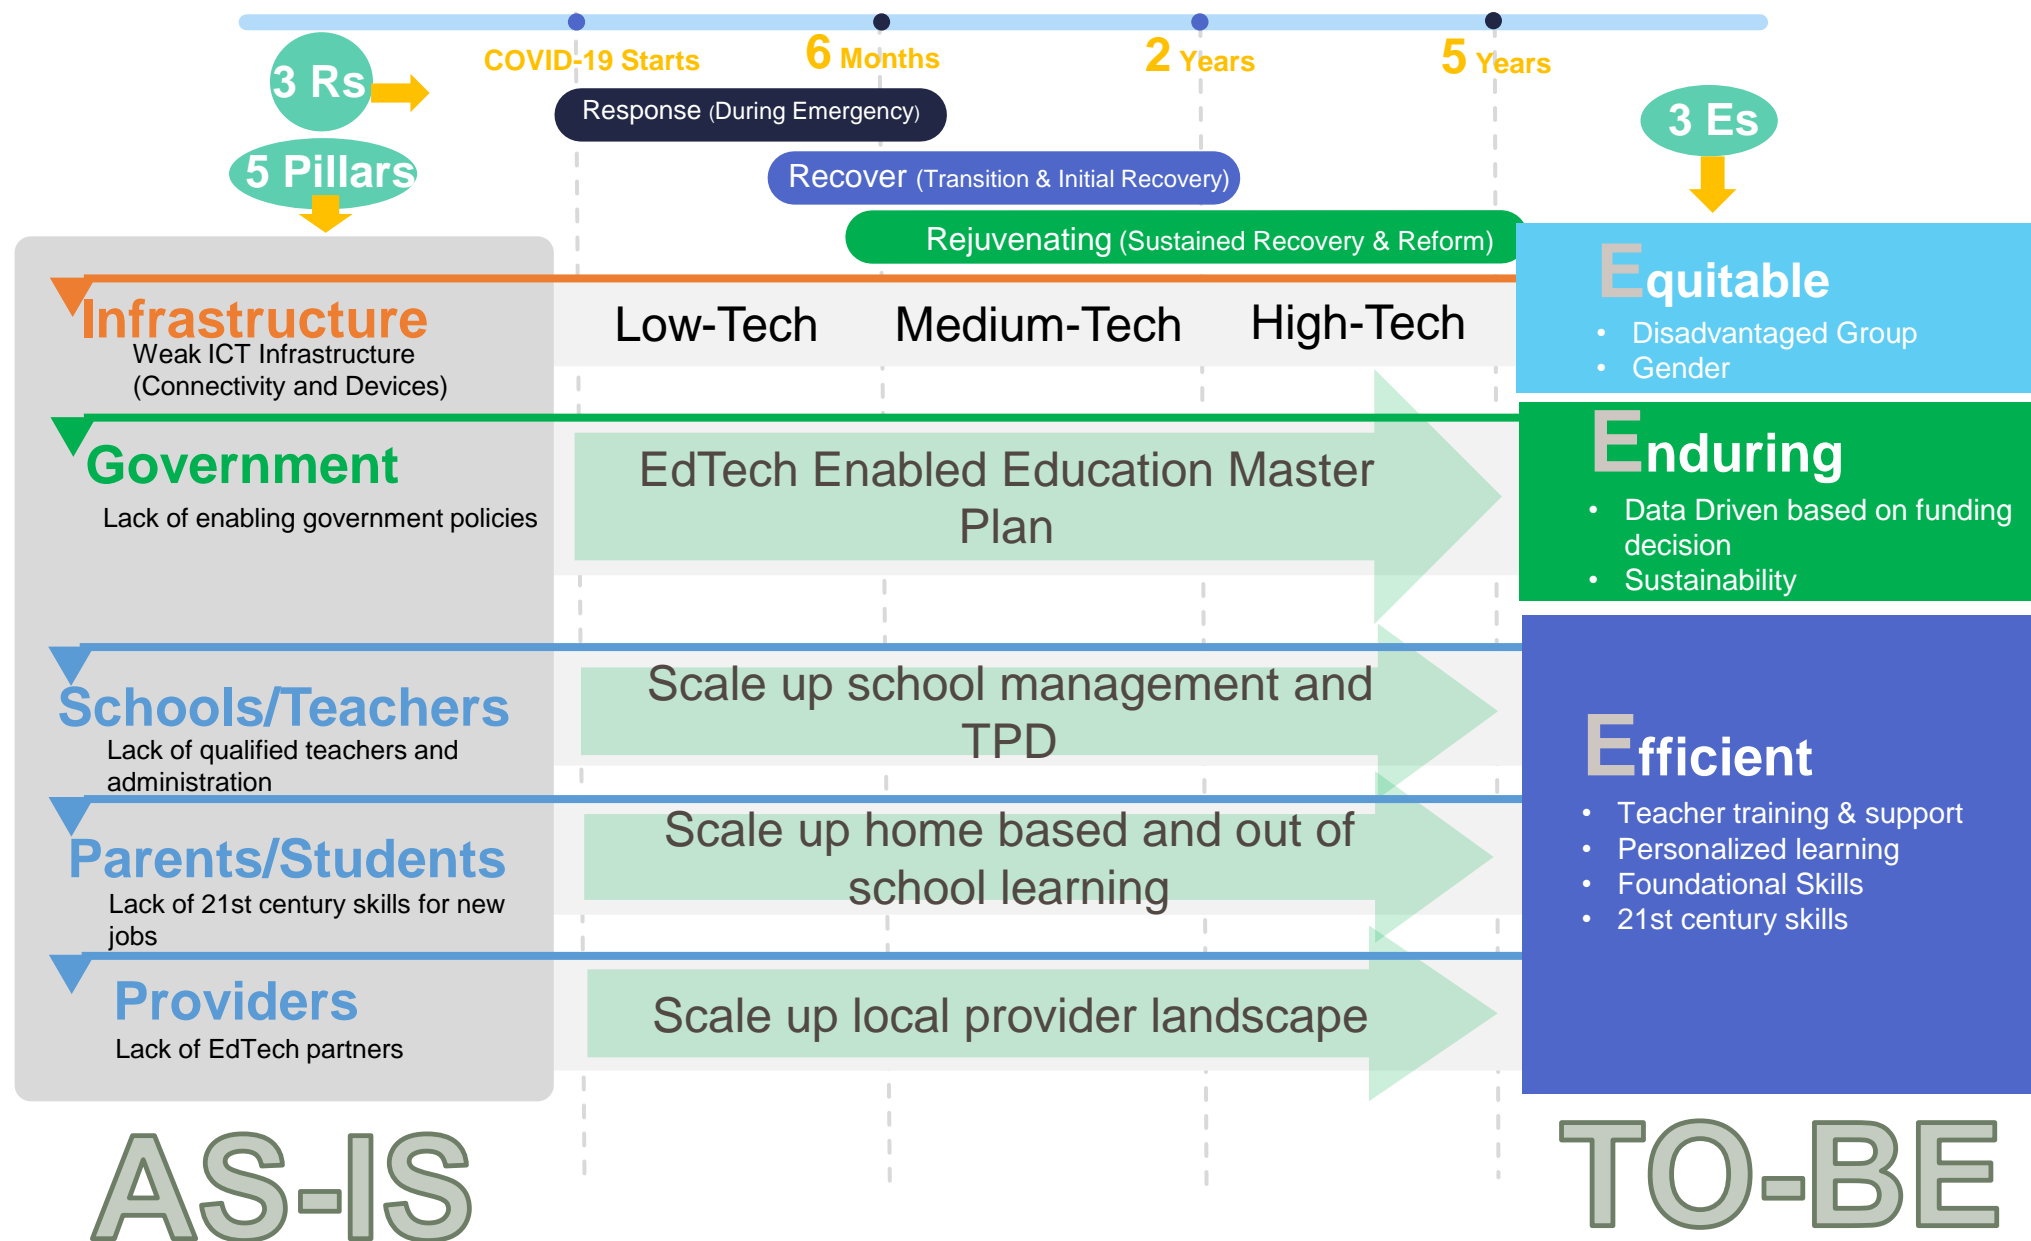 COVID-19 Starts
6 Months
2 Years
5 Years
3 Rs
5 Pillars
Response (During Emergency)
Recover (Transition & Initial Recovery)
Rejuvenating (Sustained Recovery & Reform)
3 Es
Infrastructure
Weak ICT Infrastructure
(Connectivity and Devices)
Low-Tech
Medium-Tech
High-Tech
Equitable
• Disadvantaged Group
• Gender
Government
Lack of enabling government policies
EdTech Enabled Education Master
Plan
Enduring
• Data Driven based on funding
decision
• Sustainability
Schools/Teachers
Lack of qualified teachers and
administration
Scale up school management and
TPD
Parents/Students
Lack of 21st century skills for new
jobs
Scale up home based and out of
school learning
Providers
Lack of EdTech partners
Scale up local provider landscape
Efficient
• Teacher training & support
• Personalized learning
• Foundational Skills
• 21st century skills
AS-IS
TO-BE